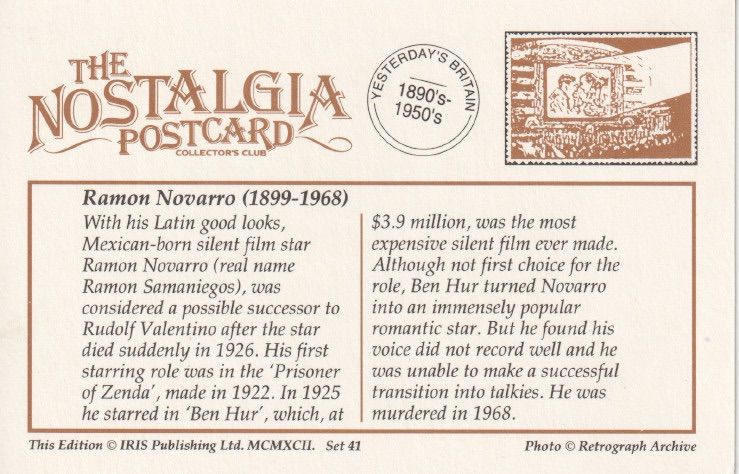 THE
NOSTALGIA
POSTCARD
COLLECTOR'S CLUB
YESTERDAY'S BRITAIN
1890's-
1950's
Ramon Novarro (1899-1968)
With his Latin good looks,
Mexican-born silent film star
Ramon Novarro (real name
Ramon Samaniegos), was
considered a possible successor to
Rudolf Valentino after the star
died suddenly in 1926. His first
starring role was in the 'Prisoner
of Zenda', made in 1922. In 1925
he starred in 'Ben Hur', which, at
$3.9 million, was the most
expensive silent film ever made.
Although not first choice for the
role, Ben Hur turned Novarro
into an immensely popular
romantic star. But he found his
voice did not record well and he
was unable to make a successful
transition into talkies. He was
murdered in 1968.
This Edition © IRIS Publishing Ltd. MCMXCII. Set 41
Photo © Retrograph Archive